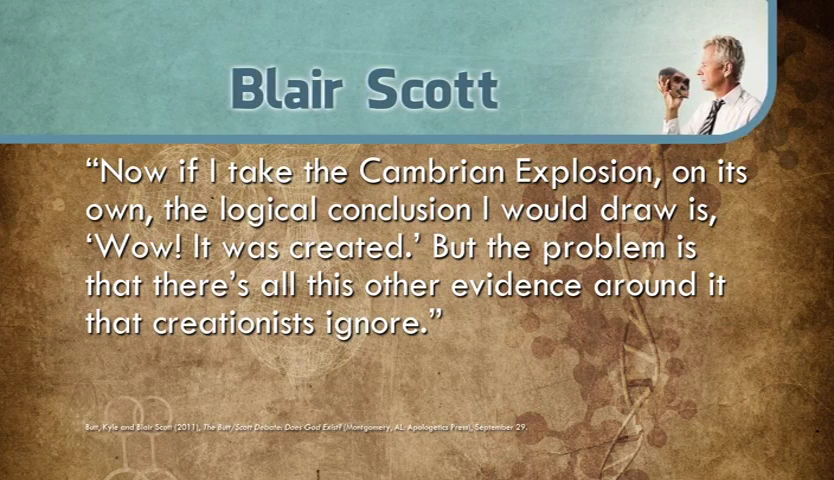 Blair Scott
“Now if I take the Cambrian Explosion, on its
own, the logical conclusion I would draw is,
‘Wow! It was created.’ But the problem is
that there’s all this other evidence around it
that creationists ignore.”
Butt, Kyle and Blair Scott (2011), The Butt/Scott Debate: Does God Exist? (Montgomery, AL: Apologetics Press), September 29.